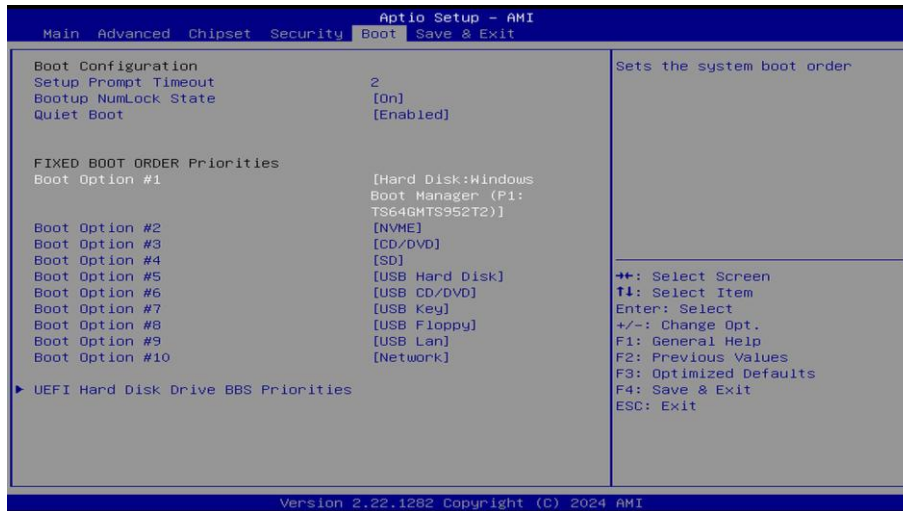 Aptio Setup - AMI
Main Advanced Chipset Security Boot Save & Exit
Boot Configuration
Setup Prompt Timeout 2
Bootup NumLock State [On]
Quiet Boot [Enabled]
FIXED BOOT ORDER Priorities
Boot Option #1 [Hard Disk:Windows
Boot Manager (P1:
TS64GMTS952T2)]
Boot Option #2 [NVME]
Boot Option #3 [CD/DVD]
Boot Option #4 [SD]
Boot Option #5 [USB Hard Disk]
Boot Option #6 [USB CD/DVD]
Boot Option #7 [USB Key]
Boot Option #8 [USB Floppy]
Boot Option #9 [USB Lan]
Boot Option #10 [Network]
▶ UEFI Hard Disk Drive BBS Priorities
Sets the system boot order
→←: Select Screen
↑↓: Select Item
Enter: Select
+/-: Change Opt.
F1: General Help
F2: Previous Values
F3: Optimized Defaults
F4: Save & Exit
ESC: Exit
Version 2.22.1282 Copyright (C) 2024 AMI